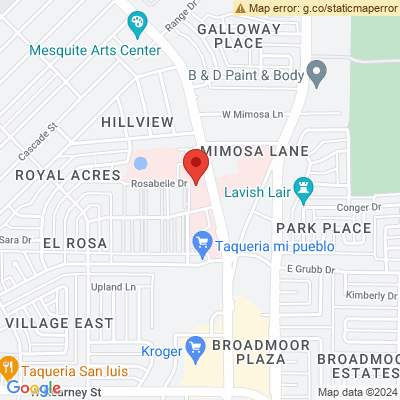 Map error: g.co/staticmaperror
Range Dr
GALLOWAY
PLACE
Mesquite Arts Center
B & D Paint & Body
W Mimosa Ln
HILLVIEW
Cascade St
MIMOSA LANE
ROYAL ACRES
Rosabelle Dr
Lavish Lair
Conger Dr
PARK PLACE
Sara Dr
EL ROSA
Taqueria mi pueblo
E Grubb Dr
Upland Ln
Kimberly Dr
VILLAGE EAST
Kroger
BROADMOOR
PLAZA
BROADMOOR
ESTATES
Taqueria San luis
Google
Map data ©2024